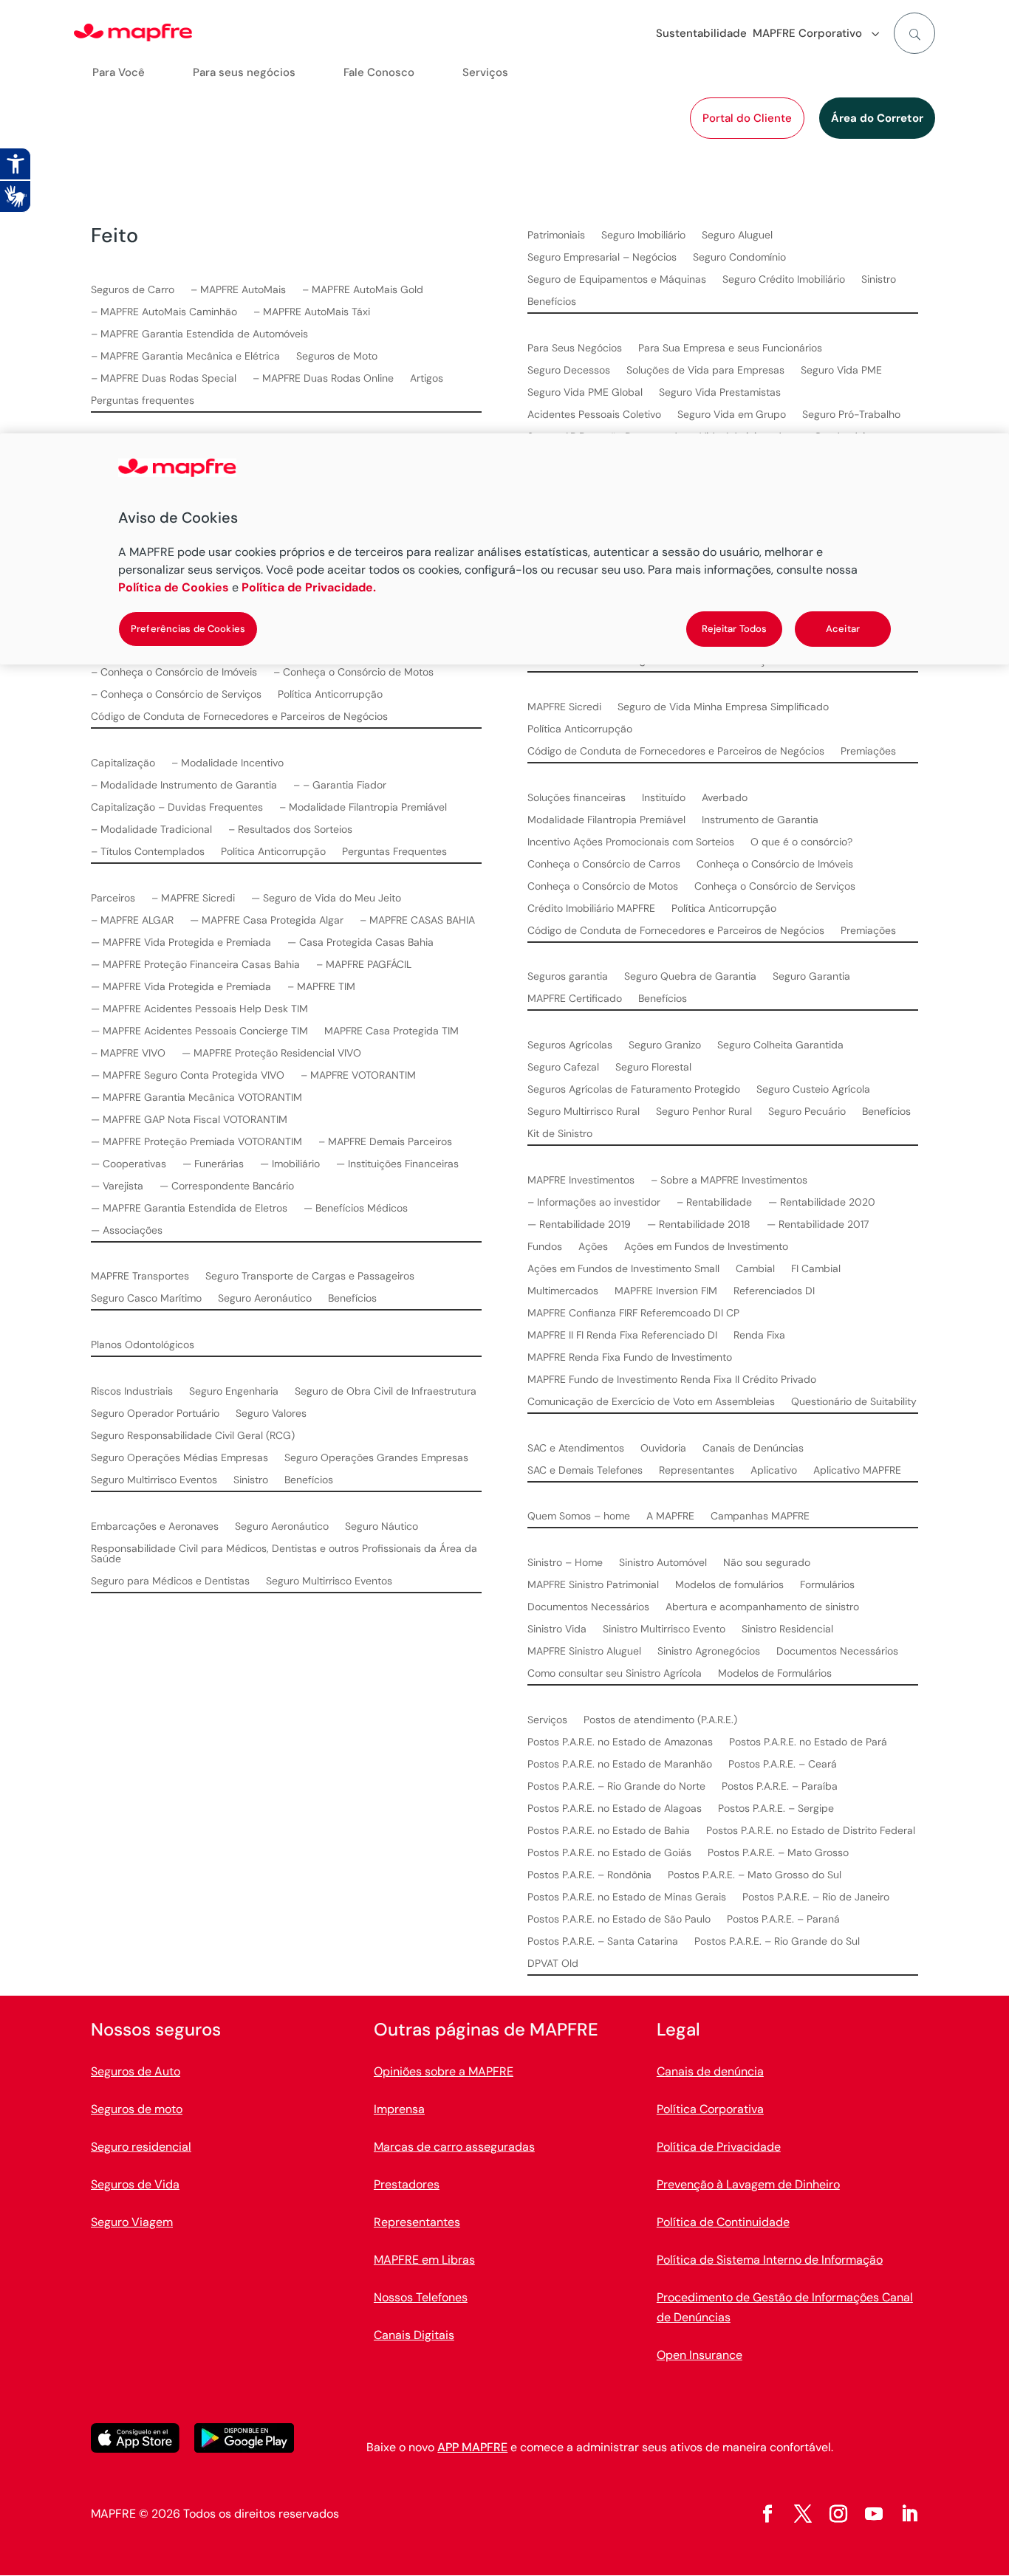 mapfre
Sustentabilidade MAPFRE Corporativo
Para Você Para seus negócios Fale Conosco Serviços
Portal do Cliente Área do Corretor
Feito
Seguros de Carro – MAPFRE AutoMais – MAPFRE AutoMais Gold
– MAPFRE AutoMais Caminhão – MAPFRE AutoMais Táxi
– MAPFRE Garantia Estendida de Automóveis
– MAPFRE Garantia Mecânica e Elétrica Seguros de Moto
– MAPFRE Duas Rodas Special – MAPFRE Duas Rodas Online Artigos
Perguntas frequentes
Patrimoniais Seguro Imobiliário Seguro Aluguel
Seguro Empresarial – Negócios Seguro Condomínio
Seguro de Equipamentos e Máquinas Seguro Crédito Imobiliário Sinistro
Benefícios
Para Seus Negócios Para Sua Empresa e seus Funcionários
Seguro Decessos Soluções de Vida para Empresas Seguro Vida PME
Seguro Vida PME Global Seguro Vida Prestamistas
Acidentes Pessoais Coletivo Seguro Vida em Grupo Seguro Pró-Trabalho
mapfre
Aviso de Cookies
A MAPFRE pode usar cookies próprios e de terceiros para realizar análises estatísticas, autenticar a sessão do usuário, melhorar e
personalizar seus serviços. Você pode aceitar todos os cookies, configurá-los ou recusar seu uso. Para mais informações, consulte nossa
Política de Cookies e Política de Privacidade.
Preferências de Cookies Rejeitar Todos Aceitar
– Conheça o Consórcio de Imóveis – Conheça o Consórcio de Motos
– Conheça o Consórcio de Serviços Política Anticorrupção
Código de Conduta de Fornecedores e Parceiros de Negócios
Capitalização – Modalidade Incentivo
– Modalidade Instrumento de Garantia – – Garantia Fiador
Capitalização – Duvidas Frequentes – Modalidade Filantropia Premiável
– Modalidade Tradicional – Resultados dos Sorteios
– Títulos Contemplados Política Anticorrupção Perguntas Frequentes
Parceiros – MAPFRE Sicredi — Seguro de Vida do Meu Jeito
– MAPFRE ALGAR — MAPFRE Casa Protegida Algar – MAPFRE CASAS BAHIA
— MAPFRE Vida Protegida e Premiada — Casa Protegida Casas Bahia
— MAPFRE Proteção Financeira Casas Bahia – MAPFRE PAGFÁCIL
— MAPFRE Vida Protegida e Premiada – MAPFRE TIM
— MAPFRE Acidentes Pessoais Help Desk TIM
— MAPFRE Acidentes Pessoais Concierge TIM MAPFRE Casa Protegida TIM
– MAPFRE VIVO — MAPFRE Proteção Residencial VIVO
— MAPFRE Seguro Conta Protegida VIVO – MAPFRE VOTORANTIM
— MAPFRE Garantia Mecânica VOTORANTIM
— MAPFRE GAP Nota Fiscal VOTORANTIM
— MAPFRE Proteção Premiada VOTORANTIM – MAPFRE Demais Parceiros
— Cooperativas — Funerárias — Imobiliário — Instituições Financeiras
— Varejista — Correspondente Bancário
— MAPFRE Garantia Estendida de Eletros — Benefícios Médicos
— Associações
MAPFRE Transportes Seguro Transporte de Cargas e Passageiros
Seguro Casco Marítimo Seguro Aeronáutico Benefícios
Planos Odontológicos
Riscos Industriais Seguro Engenharia Seguro de Obra Civil de Infraestrutura
Seguro Operador Portuário Seguro Valores
Seguro Responsabilidade Civil Geral (RCG)
Seguro Operações Médias Empresas Seguro Operações Grandes Empresas
Seguro Multirrisco Eventos Sinistro Benefícios
Embarcações e Aeronaves Seguro Aeronáutico Seguro Náutico
Responsabilidade Civil para Médicos, Dentistas e outros Profissionais da Área da
Saúde
Seguro para Médicos e Dentistas Seguro Multirrisco Eventos
MAPFRE Sicredi Seguro de Vida Minha Empresa Simplificado
Política Anticorrupção
Código de Conduta de Fornecedores e Parceiros de Negócios Premiações
Soluções financeiras Instituído Averbado
Modalidade Filantropia Premiável Instrumento de Garantia
Incentivo Ações Promocionais com Sorteios O que é o consórcio?
Conheça o Consórcio de Carros Conheça o Consórcio de Imóveis
Conheça o Consórcio de Motos Conheça o Consórcio de Serviços
Crédito Imobiliário MAPFRE Política Anticorrupção
Código de Conduta de Fornecedores e Parceiros de Negócios Premiações
Seguros garantia Seguro Quebra de Garantia Seguro Garantia
MAPFRE Certificado Benefícios
Seguros Agrícolas Seguro Granizo Seguro Colheita Garantida
Seguro Cafezal Seguro Florestal
Seguros Agrícolas de Faturamento Protegido Seguro Custeio Agrícola
Seguro Multirrisco Rural Seguro Penhor Rural Seguro Pecuário Benefícios
Kit de Sinistro
MAPFRE Investimentos – Sobre a MAPFRE Investimentos
– Informações ao investidor – Rentabilidade — Rentabilidade 2020
— Rentabilidade 2019 — Rentabilidade 2018 — Rentabilidade 2017
Fundos Ações Ações em Fundos de Investimento
Ações em Fundos de Investimento Small Cambial FI Cambial
Multimercados MAPFRE Inversion FIM Referenciados DI
MAPFRE Confianza FIRF Referemcoado DI CP
MAPFRE II FI Renda Fixa Referenciado DI Renda Fixa
MAPFRE Renda Fixa Fundo de Investimento
MAPFRE Fundo de Investimento Renda Fixa II Crédito Privado
Comunicação de Exercício de Voto em Assembleias Questionário de Suitability
SAC e Atendimentos Ouvidoria Canais de Denúncias
SAC e Demais Telefones Representantes Aplicativo Aplicativo MAPFRE
Quem Somos – home A MAPFRE Campanhas MAPFRE
Sinistro – Home Sinistro Automóvel Não sou segurado
MAPFRE Sinistro Patrimonial Modelos de fomulários Formulários
Documentos Necessários Abertura e acompanhamento de sinistro
Sinistro Vida Sinistro Multirrisco Evento Sinistro Residencial
MAPFRE Sinistro Aluguel Sinistro Agronegócios Documentos Necessários
Como consultar seu Sinistro Agrícola Modelos de Formulários
Serviços Postos de atendimento (P.A.R.E.)
Postos P.A.R.E. no Estado de Amazonas Postos P.A.R.E. no Estado de Pará
Postos P.A.R.E. no Estado de Maranhão Postos P.A.R.E. – Ceará
Postos P.A.R.E. – Rio Grande do Norte Postos P.A.R.E. – Paraíba
Postos P.A.R.E. no Estado de Alagoas Postos P.A.R.E. – Sergipe
Postos P.A.R.E. no Estado de Bahia Postos P.A.R.E. no Estado de Distrito Federal
Postos P.A.R.E. no Estado de Goiás Postos P.A.R.E. – Mato Grosso
Postos P.A.R.E. – Rondônia Postos P.A.R.E. – Mato Grosso do Sul
Postos P.A.R.E. no Estado de Minas Gerais Postos P.A.R.E. – Rio de Janeiro
Postos P.A.R.E. no Estado de São Paulo Postos P.A.R.E. – Paraná
Postos P.A.R.E. – Santa Catarina Postos P.A.R.E. – Rio Grande do Sul
DPVAT Old
Nossos seguros
Seguros de Auto
Seguros de moto
Seguro residencial
Seguros de Vida
Seguro Viagem
Outras páginas de MAPFRE
Opiniões sobre a MAPFRE
Imprensa
Marcas de carro asseguradas
Prestadores
Representantes
MAPFRE em Libras
Nossos Telefones
Canais Digitais
Legal
Canais de denúncia
Política Corporativa
Política de Privacidade
Prevenção à Lavagem de Dinheiro
Política de Continuidade
Política de Sistema Interno de Informação
Procedimento de Gestão de Informações Canal
de Denúncias
Open Insurance
Consíguelo en el
App Store
DISPONIBLE EN
Google Play
Baixe o novo APP MAPFRE e comece a administrar seus ativos de maneira confortável.
MAPFRE © 2026 Todos os direitos reservados